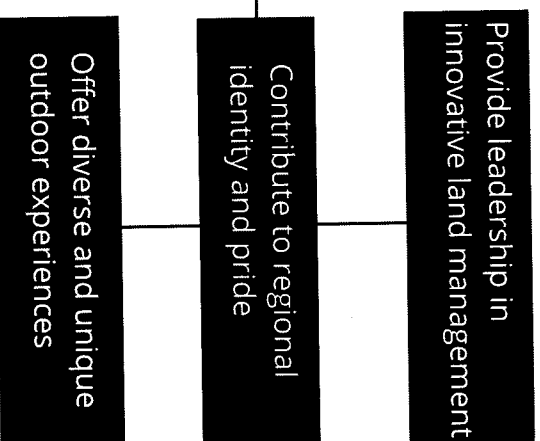 Provide leadership in
innovative land management
Contribute to regional
identity and pride
Offer diverse and unique
outdoor experiences